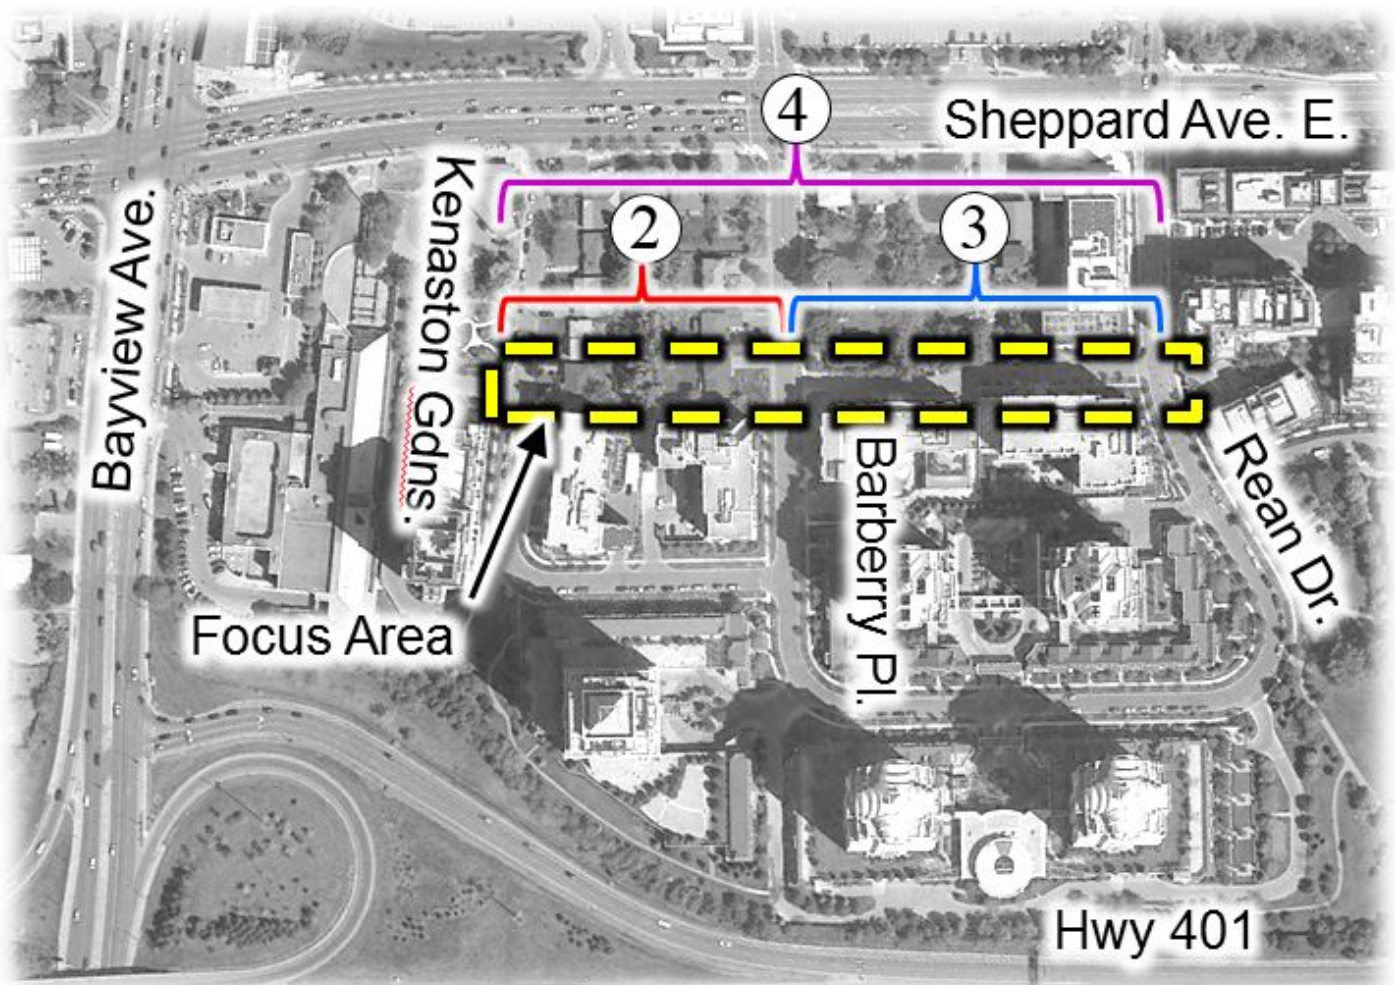 4
Sheppard Ave. E.
Kenaston Gdns.
2
3
Bayview Ave.
Barberry Pl.
Rean Dr.
Focus Area
Hwy 401